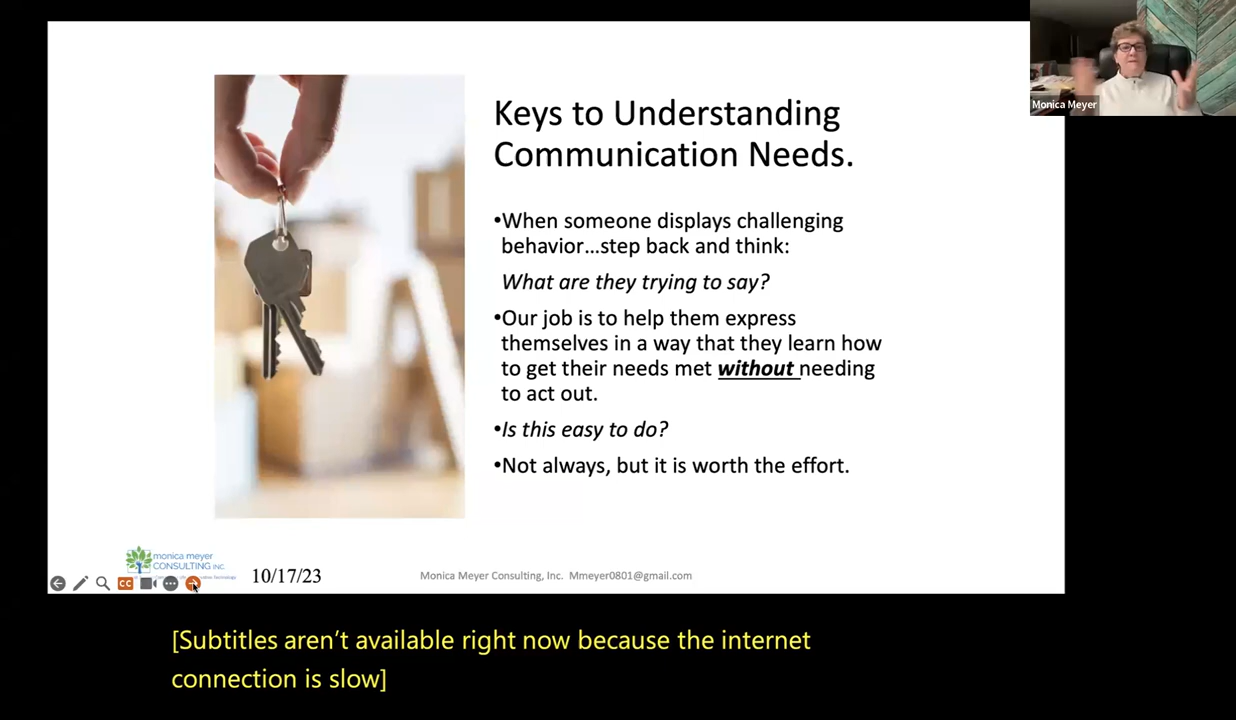 Keys to Understanding
Communication Needs.
•When someone displays challenging
behavior...step back and think:
What are they trying to say?
•Our job is to help them express
themselves in a way that they learn how
to get their needs met without needing
to act out.
•Is this easy to do?
•Not always, but it is worth the effort.
Monica Meyer
monica meyer
CONSULTING INC.
CC
10/17/23
Monica Meyer Consulting, Inc. Mmeyer0801@gmail.com
[Subtitles aren't available right now because the internet
connection is slow]